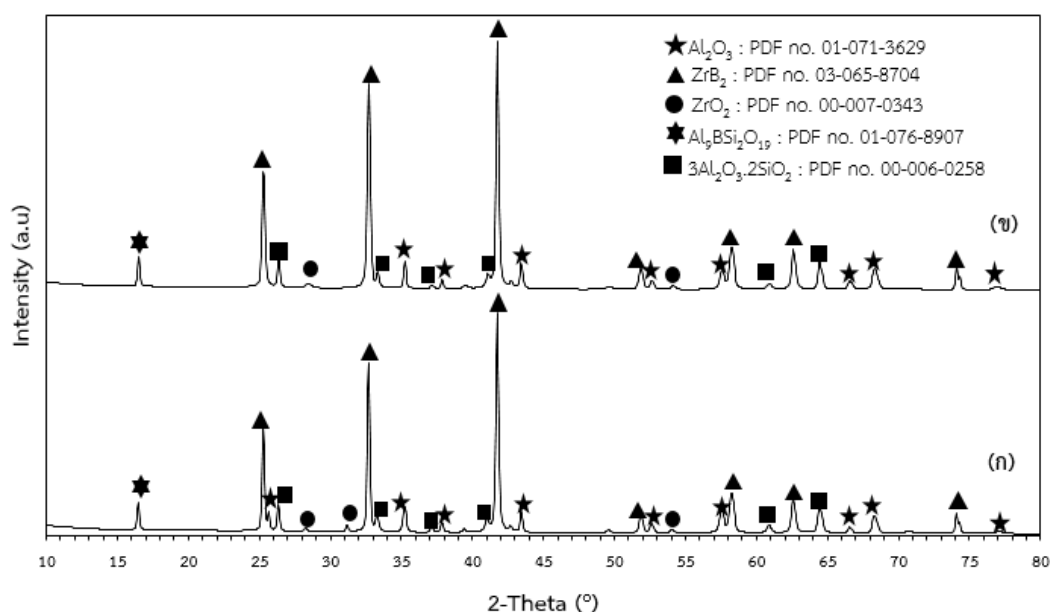 Al₂O₃ : PDF no. 01-071-3629
ZrB₂ : PDF no. 03-065-8704
ZrO₂ : PDF no. 00-007-0343
Al₉BSi₂O₁₉ : PDF no. 01-076-8907
3Al₂O₃.2SiO₂ : PDF no. 00-006-0258
(ข)
(ก)
Intensity (a.u)
10 15 20 25 30 35 40 45 50 55 60 65 70 75 80
2-Theta (°)